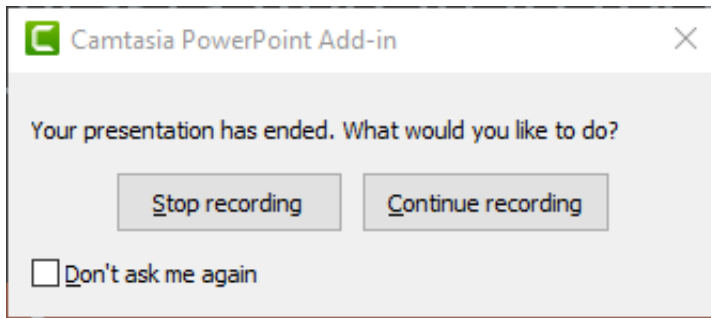 Camtasia PowerPoint Add-in
Your presentation has ended. What would you like to do?
Stop recording
Continue recording
Don't ask me again